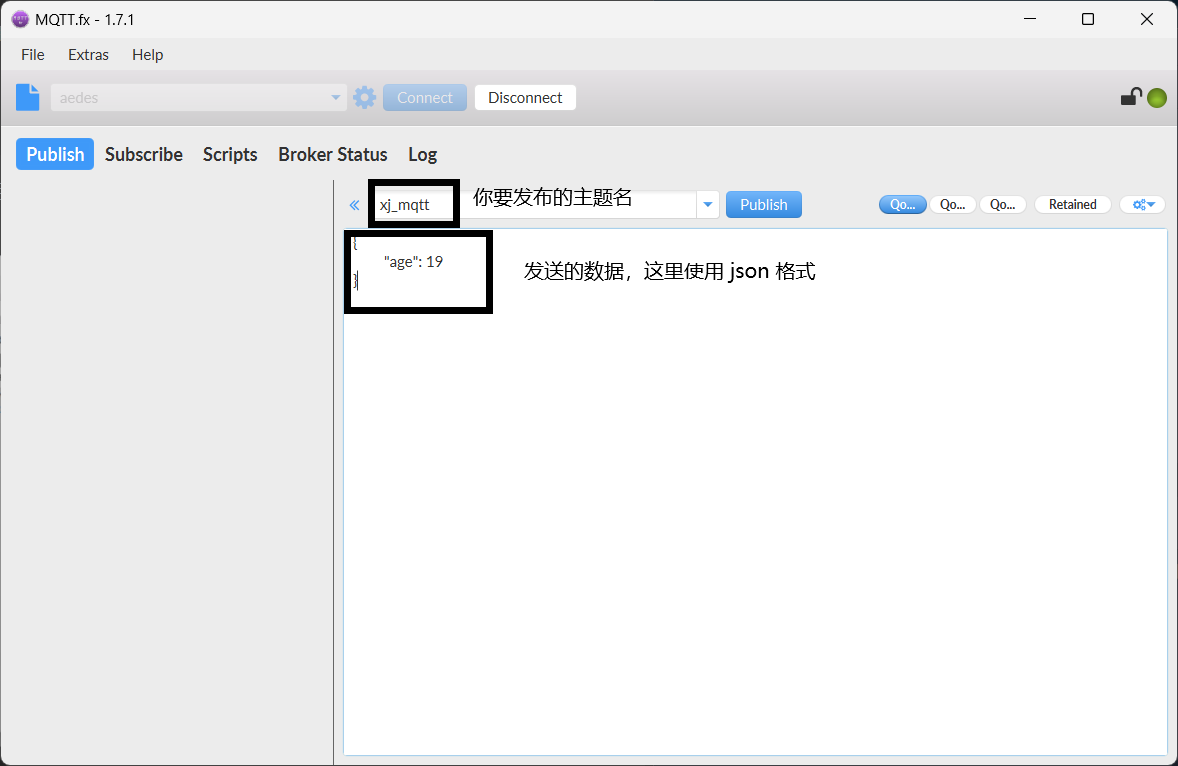 MQTT.fx - 1.7.1
File Extras Help
aedes Connect Disconnect
Publish Subscribe Scripts Broker Status Log
xj_mqtt 你要发布的主题名 Publish Qo... Qo... Qo... Retained
{
"age": 19
}
发送的数据，这里使用 json 格式